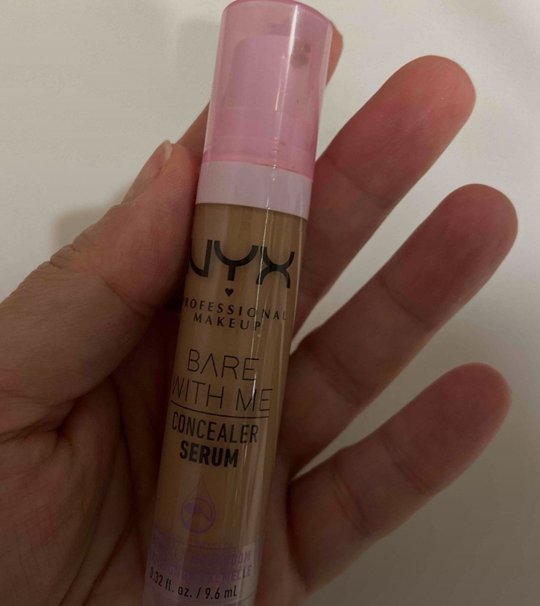 NYX
PROFESSIONAL
MAKEUP
BARE
WITH ME
CONCEALER
SERUM
0.32 fl. oz. / 9.6 mL